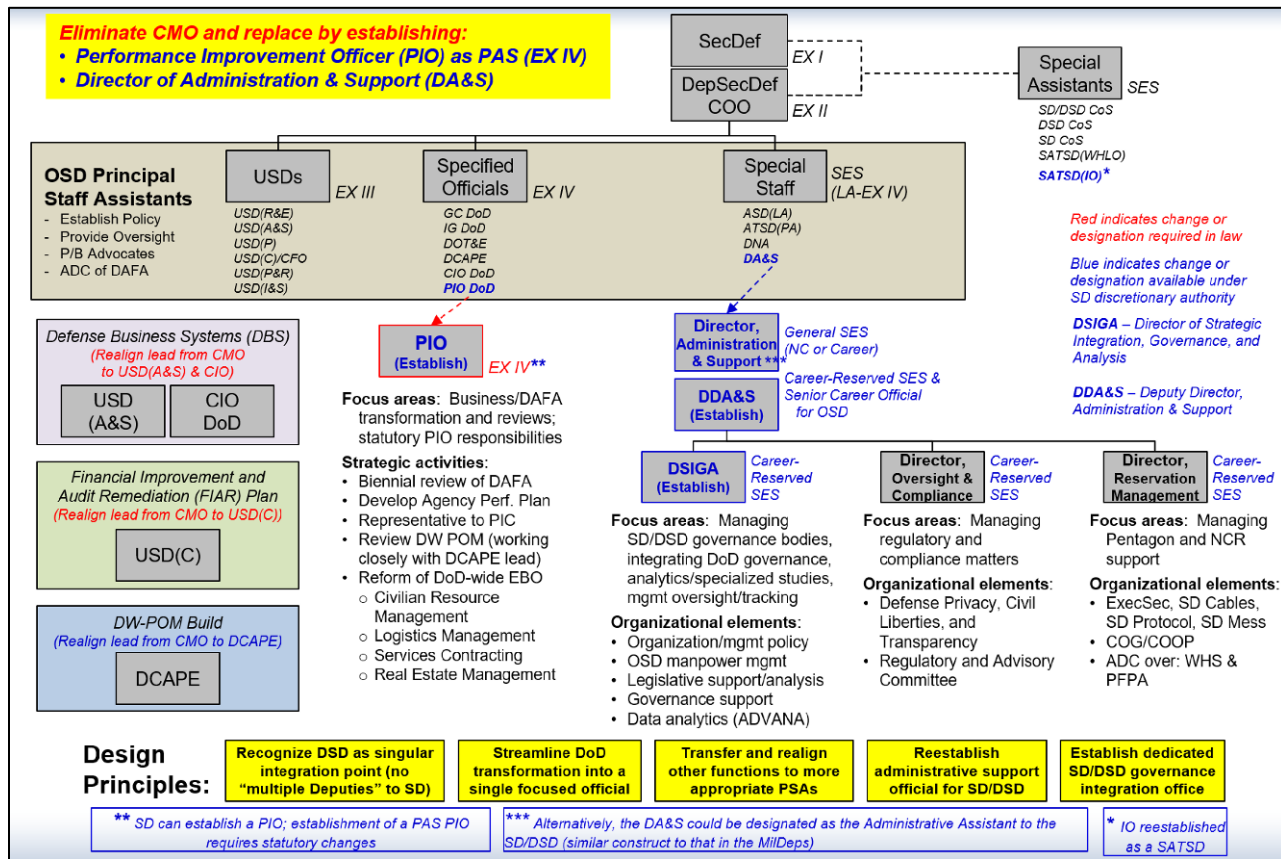 Eliminate CMO and replace by establishing:
• Performance Improvement Officer (PIO) as PAS (EX IV)
• Director of Administration & Support (DA&S)
SecDef
EX I
DepSecDef
COO
EX II
Special
Assistants
SES
SD/DSD CoS
DSD CoS
SD CoS
SATSD(WHLO)
SATSD(IO)*
OSD Principal
Staff Assistants
- Establish Policy
- Provide Oversight
- P/B Advocates
- ADC of DAFA
USDs
EX III
USD(R&E)
USD(A&S)
USD(P)
USD(C)/CFO
USD(P&R)
USD(I&S)
Specified
Officials
EX IV
GC DoD
IG DoD
DOT&E
DCAPE
CIO DoD
PIO DoD
Special
Staff
SES
(LA-EX IV)
ASD(LA)
ATSD(PA)
DNA
DA&S
Red indicates change or
designation required in law
Blue indicates change or
designation available under
SD discretionary authority
DSIGA – Director of Strategic
Integration, Governance, and
Analysis
DDA&S – Deputy Director,
Administration & Support
Defense Business Systems (DBS)
(Realign lead from CMO
to USD(A&S) & CIO)
USD
(A&S)
CIO
DoD
Financial Improvement and
Audit Remediation (FIAR) Plan
(Realign lead from CMO to USD(C))
USD(C)
DW-POM Build
(Realign lead from CMO to DCAPE)
DCAPE
PIO
(Establish)
EX IV**
Focus areas: Business/DAFA
transformation and reviews;
statutory PIO responsibilities
Strategic activities:
• Biennial review of DAFA
• Develop Agency Perf. Plan
• Representative to PIC
• Review DW POM (working
closely with DCAPE lead)
• Reform of DoD-wide EBO
o Civilian Resource
Management
o Logistics Management
o Services Contracting
o Real Estate Management
Director,
Administration
& Support ***
General SES
(NC or Career)
DDA&S
(Establish)
Career-Reserved SES &
Senior Career Official
for OSD
DSIGA
(Establish)
Career-
Reserved
SES
Focus areas: Managing
SD/DSD governance bodies,
integrating DoD governance,
analytics/specialized studies,
mgmt oversight/tracking
Organizational elements:
• Organization/mgmt policy
• OSD manpower mgmt
• Legislative support/analysis
• Governance support
• Data analytics (ADVANA)
Director,
Oversight &
Compliance
Career-
Reserved
SES
Focus areas: Managing
regulatory and
compliance matters
Organizational elements:
• Defense Privacy, Civil
Liberties, and
Transparency
• Regulatory and Advisory
Committee
Director,
Reservation
Management
Career-
Reserved
SES
Focus areas: Managing
Pentagon and NCR
support
Organizational elements:
• ExecSec, SD Cables,
SD Protocol, SD Mess
• COG/COOP
• ADC over: WHS &
PFPA
Design
Principles:
Recognize DSD as singular
integration point (no
“multiple Deputies” to SD)
Streamline DoD
transformation into a
single focused official
Transfer and realign
other functions to more
appropriate PSAs
Reestablish
administrative support
official for SD/DSD
Establish dedicated
SD/DSD governance
integration office
** SD can establish a PIO; establishment of a PAS PIO
requires statutory changes
*** Alternatively, the DA&S could be designated as the Administrative Assistant to the
SD/DSD (similar construct to that in the MilDeps)
* IO reestablished
as a SATSD